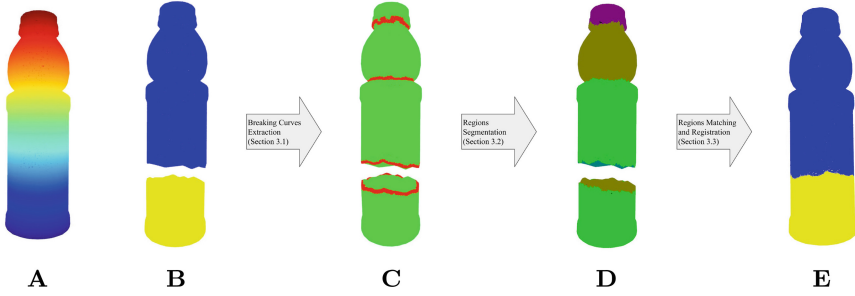 Breaking Curves
Extraction
(Section 3.1)
Regions
Segmentation
(Section 3.2)
Regions Matching
and Registration
(Section 3.3)
A
B
C
D
E